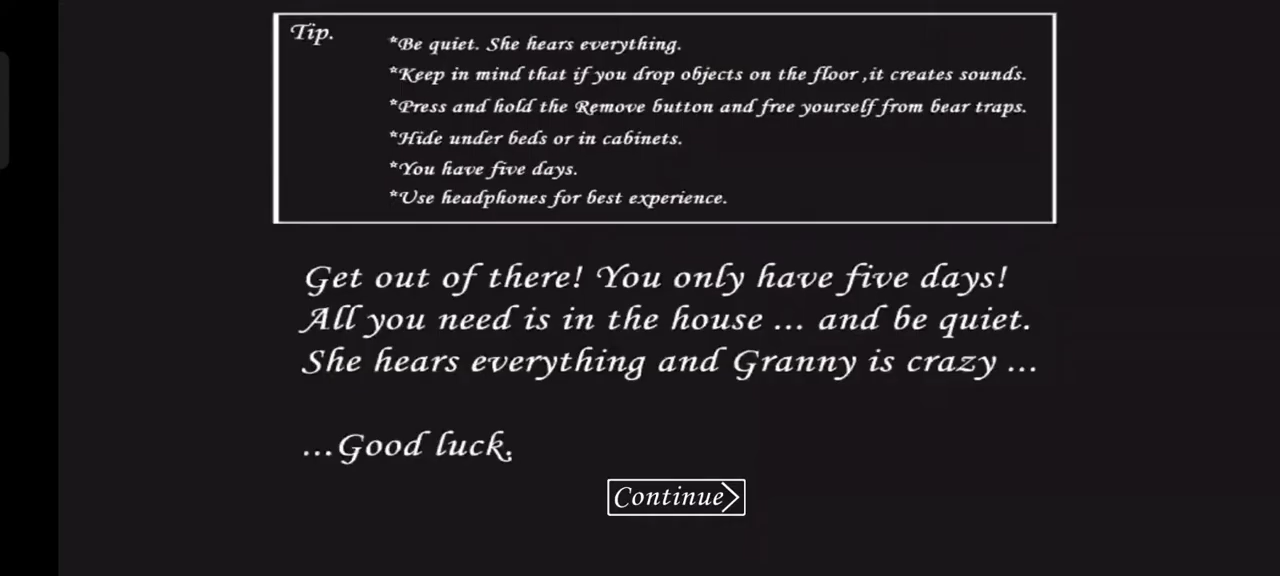 Tip.
*Be quiet. She hears everything.
*Keep in mind that if you drop objects on the floor ,it creates sounds.
*Press and hold the Remove button and free yourself from bear traps.
*Hide under beds or in cabinets.
*You have five days.
*Use headphones for best experience.
Get out of there! You only have five days!
All you need is in the house ... and be quiet.
She hears everything and Granny is crazy ...
...Good luck.
Continue